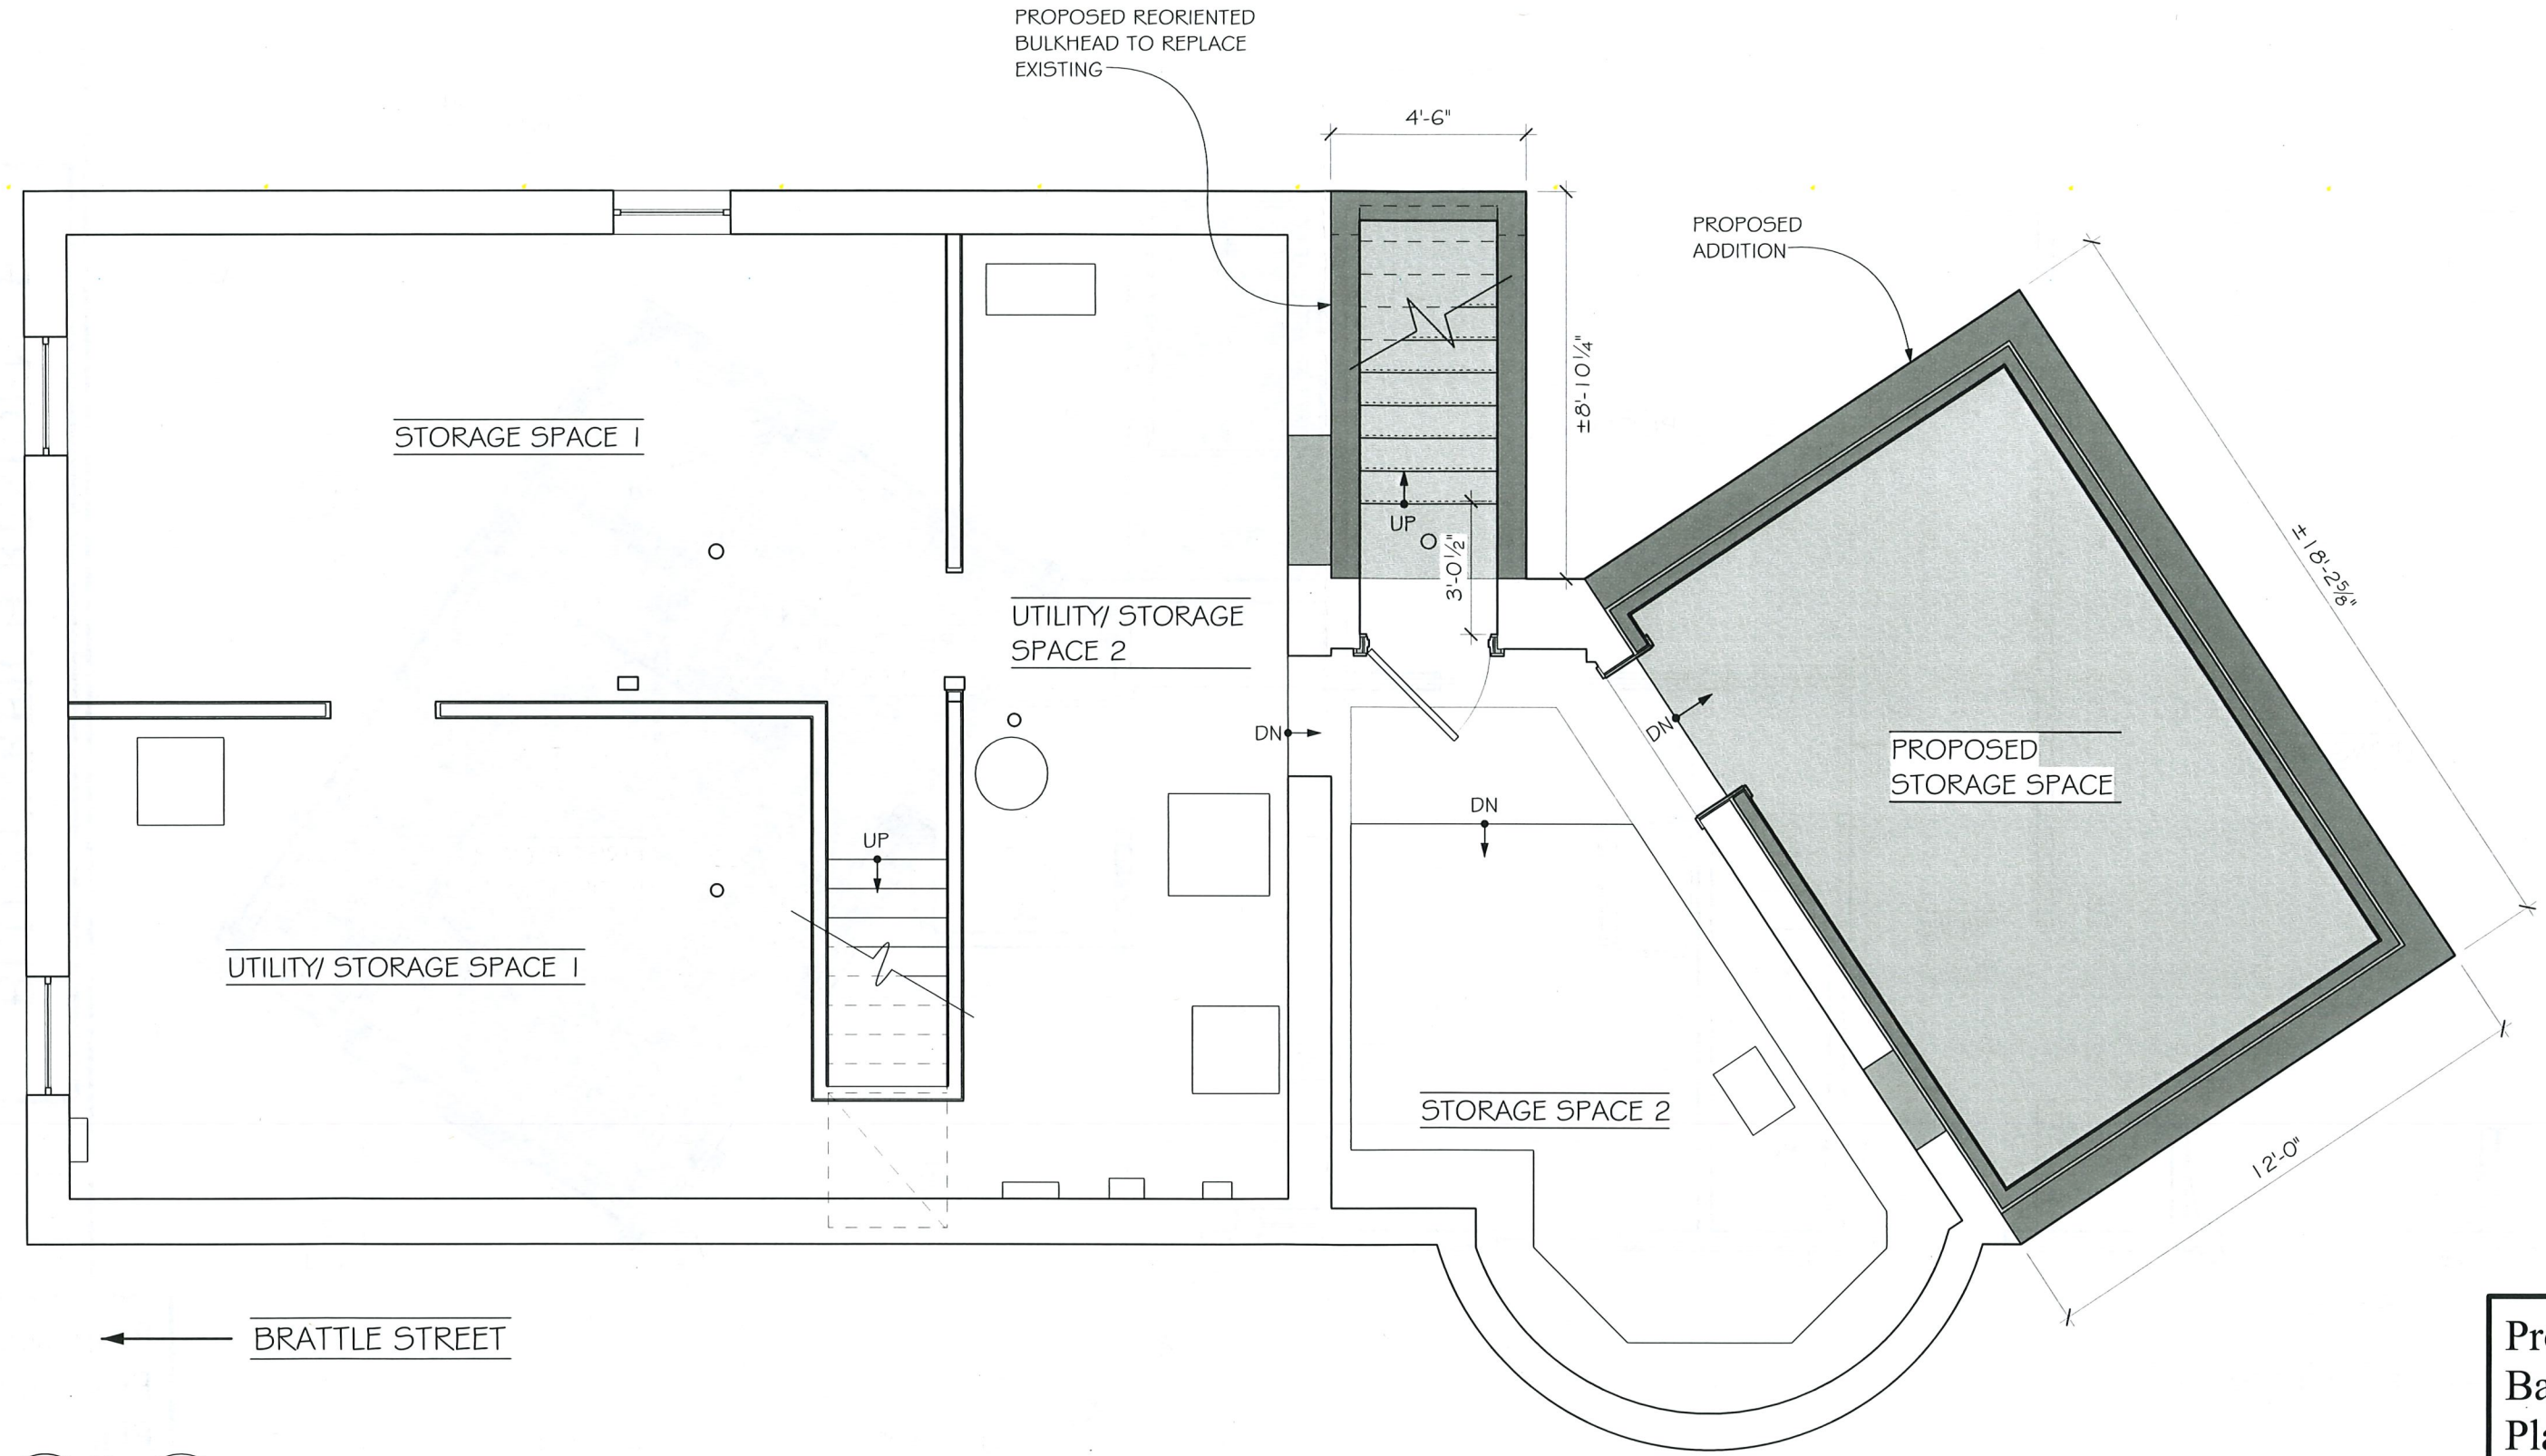 PROPOSED REORIENTED
BULKHEAD TO REPLACE
EXISTING
4'-6"
PROPOSED
ADDITION
±8'-10¼"
STORAGE SPACE 1
UP
3'-0½"
±18'-2⅝"
UTILITY/ STORAGE
SPACE 2
DN
DN
PROPOSED
STORAGE SPACE
DN
UP
UTILITY/ STORAGE SPACE 1
STORAGE SPACE 2
12'-0"
BRATTLE STREET